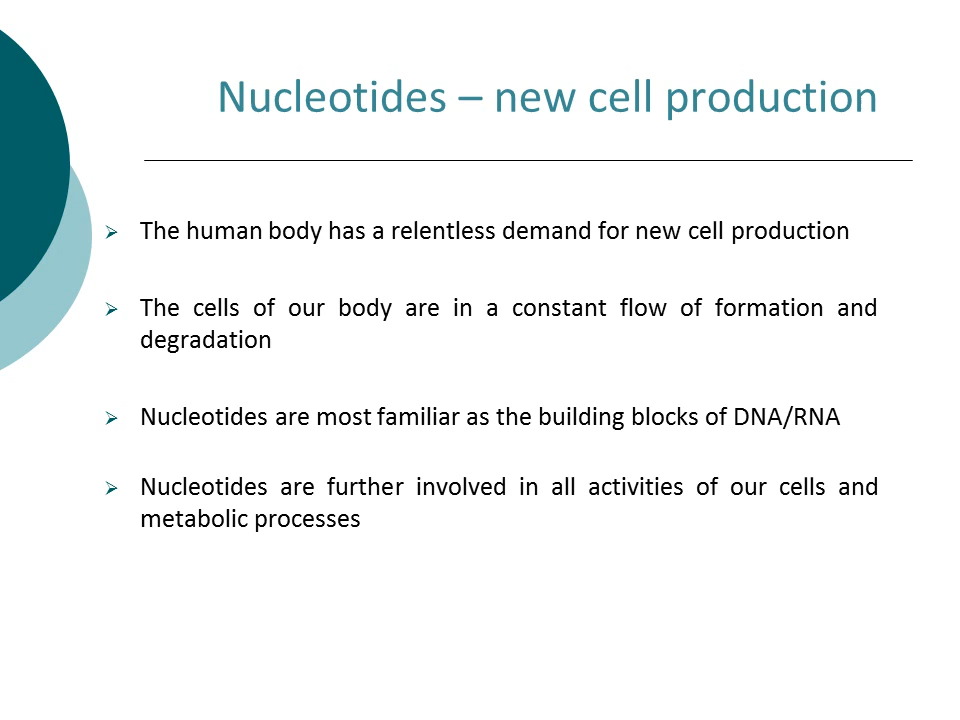 Nucleotides – new cell production
The human body has a relentless demand for new cell production
The cells of our body are in a constant flow of formation and
degradation
Nucleotides are most familiar as the building blocks of DNA/RNA
Nucleotides are further involved in all activities of our cells and
metabolic processes